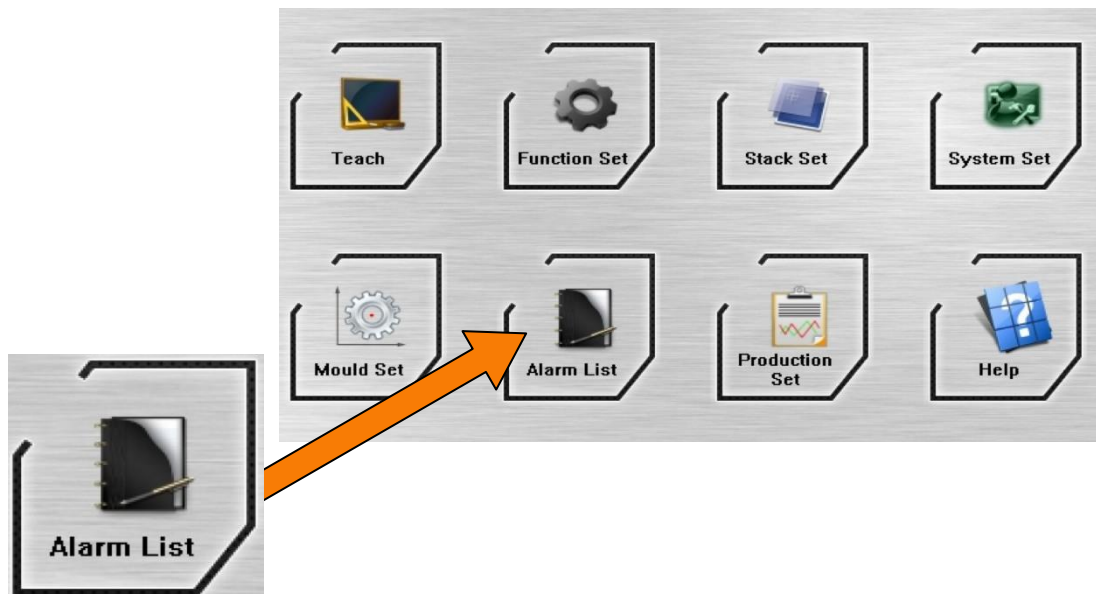 Teach
Function Set
Stack Set
System Set
Mould Set
Alarm List
Production
Set
Help
Alarm List